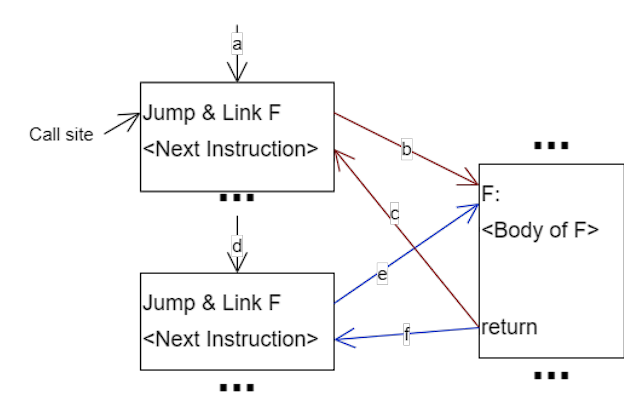 a
Jump & Link F
Call site
<Next Instruction>
b
...
...
F:
c
<Body of F>
d
e
Jump & Link F
return
<Next Instruction>
f
...
...